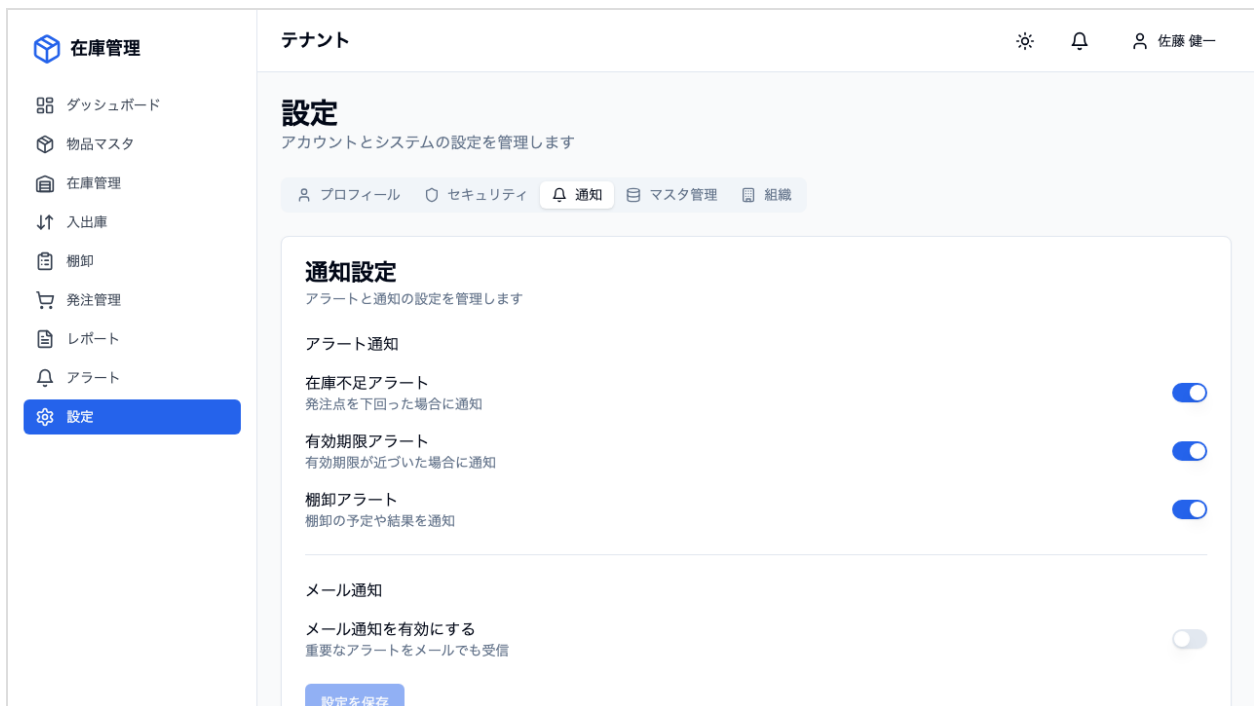 在庫管理
ダッシュボード
物品マスタ
在庫管理
入出庫
棚卸
発注管理
レポート
アラート
設定
テナント
佐藤 健一
設定
アカウントとシステムの設定を管理します
プロフィール セキュリティ 通知 マスタ管理 組織
通知設定
アラートと通知の設定を管理します
アラート通知
在庫不足アラート
発注点を下回った場合に通知
有効期限アラート
有効期限が近づいた場合に通知
棚卸アラート
棚卸の予定や結果を通知
メール通知
メール通知を有効にする
重要なアラートをメールでも受信
設定を保存